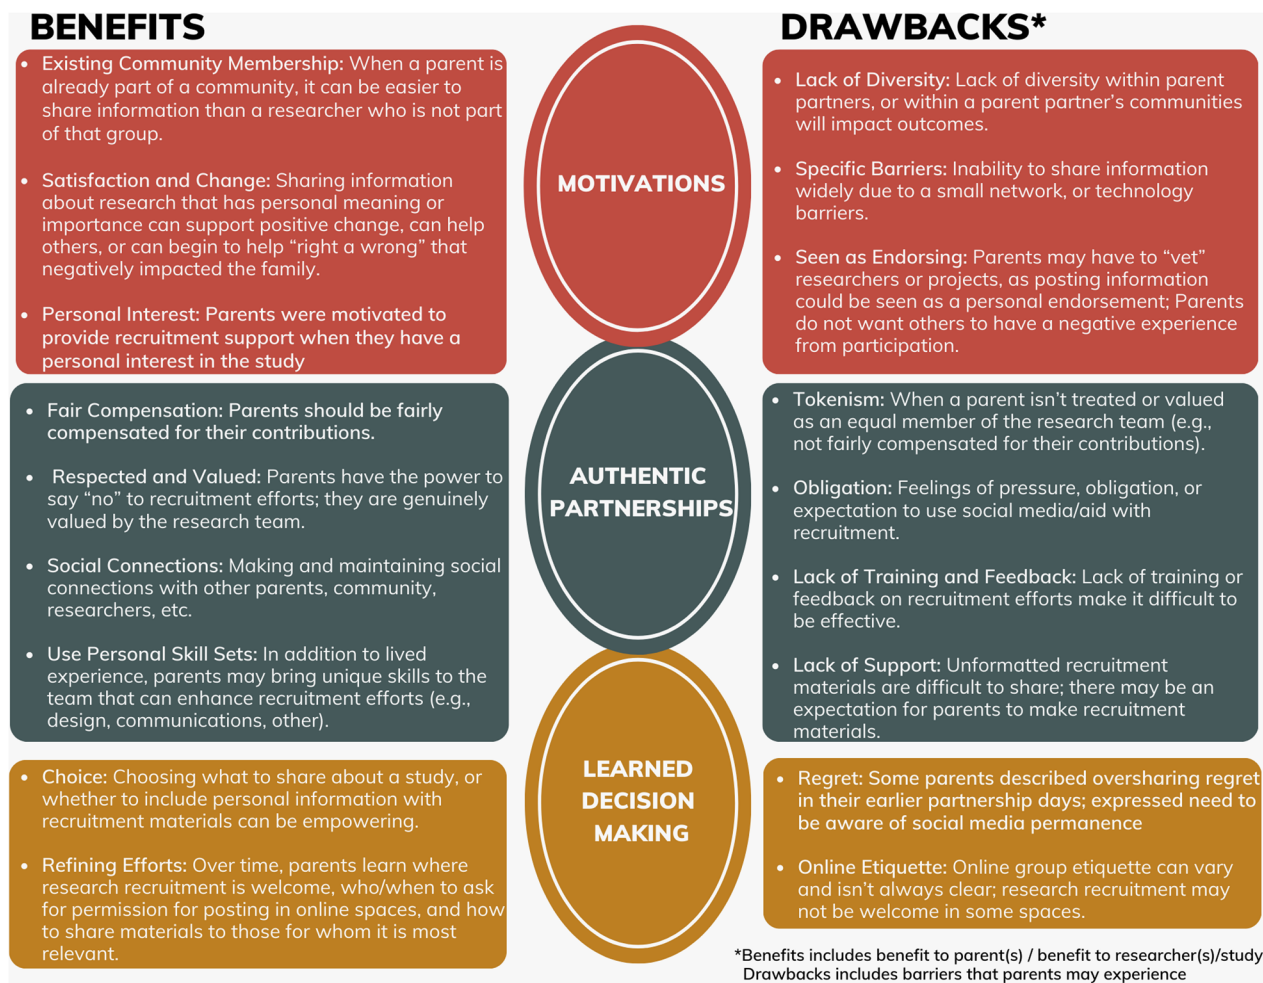 BENEFITS
• Existing Community Membership: When a parent is
already part of a community, it can be easier to
share information than a researcher who is not part
of that group.
• Satisfaction and Change: Sharing information
about research that has personal meaning or
importance can support positive change, can help
others, or can begin to help “right a wrong” that
negatively impacted the family.
• Personal Interest: Parents were motivated to
provide recruitment support when they have a
personal interest in the study
MOTIVATIONS
DRAWBACKS*
• Lack of Diversity: Lack of diversity within parent
partners, or within a parent partner’s communities
will impact outcomes.
• Specific Barriers: Inability to share information
widely due to a small network, or technology
barriers.
• Seen as Endorsing: Parents may have to “vet”
researchers or projects, as posting information
could be seen as a personal endorsement; Parents
do not want others to have a negative experience
from participation.
• Fair Compensation: Parents should be fairly
compensated for their contributions.
• Respected and Valued: Parents have the power to
say “no” to recruitment efforts; they are genuinely
valued by the research team.
• Social Connections: Making and maintaining social
connections with other parents, community,
researchers, etc.
• Use Personal Skill Sets: In addition to lived
experience, parents may bring unique skills to the
team that can enhance recruitment efforts (e.g.,
design, communications, other).
AUTHENTIC
PARTNERSHIPS
• Tokenism: When a parent isn’t treated or valued
as an equal member of the research team (e.g.,
not fairly compensated for their contributions).
• Obligation: Feelings of pressure, obligation, or
expectation to use social media/aid with
recruitment.
• Lack of Training and Feedback: Lack of training or
feedback on recruitment efforts make it difficult to
be effective.
• Lack of Support: Unformatted recruitment
materials are difficult to share; there may be an
expectation for parents to make recruitment
materials.
• Choice: Choosing what to share about a study, or
whether to include personal information with
recruitment materials can be empowering.
• Refining Efforts: Over time, parents learn where
research recruitment is welcome, who/when to ask
for permission for posting in online spaces, and how
to share materials to those for whom it is most
relevant.
LEARNED
DECISION
MAKING
• Regret: Some parents described oversharing regret
in their earlier partnership days; expressed need to
be aware of social media permanence
• Online Etiquette: Online group etiquette can vary
and isn’t always clear; research recruitment may
not be welcome in some spaces.
*Benefits includes benefit to parent(s) / benefit to researcher(s)/study
Drawbacks includes barriers that parents may experience